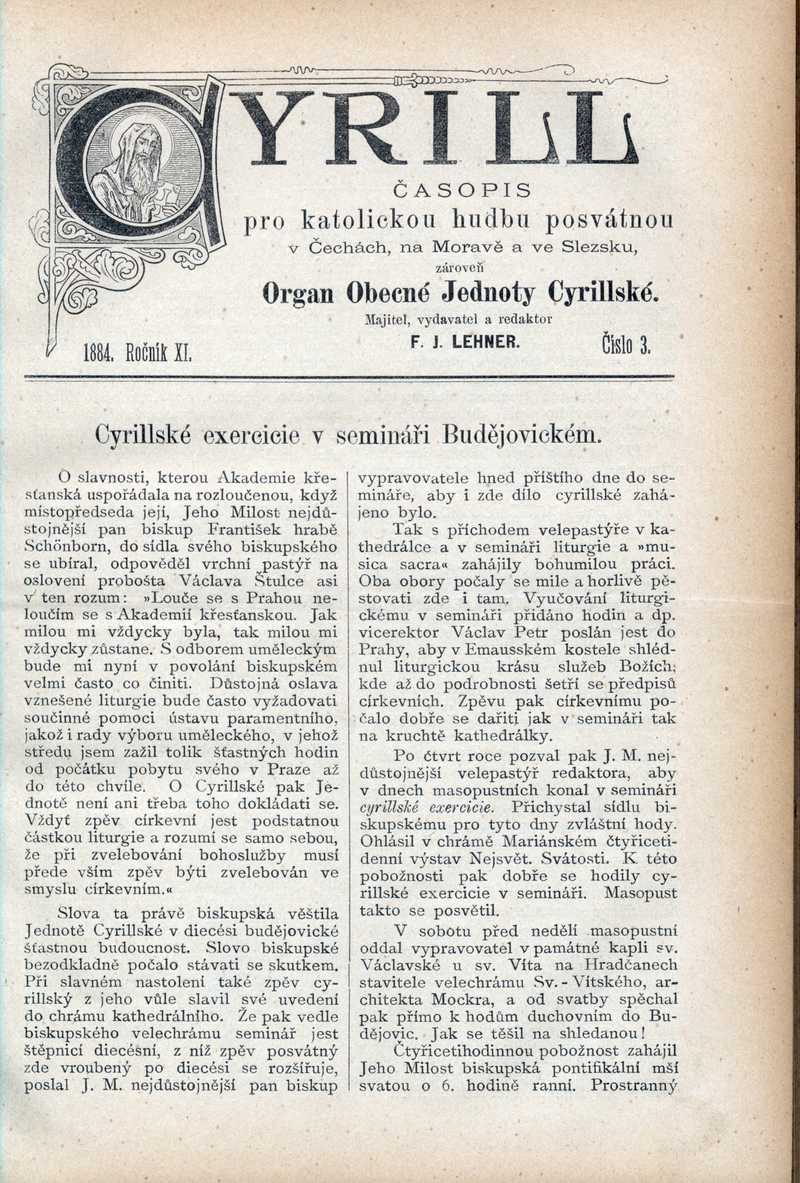 CYRILL
ČASOPIS
pro katolickou hudbu posvátnou
v Čechách, na Moravě a ve Slezsku,
zároveň
Organ Obecné Jednoty Cyrillské.
Majitel, vydavatel a redaktor
F. J. LEHNER.
1884. Ročník XI.
Číslo 3.
Cyrillské exercicie v semináři Budějovickém.
O slavnosti, kterou Akademie kře-
sťanská uspořádala na rozloučenou, když
místopředseda její, Jeho Milost nejdů-
stojnější pan biskup František hrabě
Schönborn, do sídla svého biskupského
se ubíral, odpověděl vrchní pastýř na
oslovení probošta Václava Štulce asi
v ten rozum: »Louče se s Prahou ne-
loučím se s Akademií křesťanskou. Jak
milou mi vždycky byla, tak milou mi
vždycky zůstane. S odborem uměleckým
bude mi nyní v povolání biskupském
velmi často co činiti. Důstojná oslava
vznešené liturgie bude často vyžadovati
součinné pomoci ústavu paramentního,
jakož i rady výboru uměleckého, v jehož
středu jsem zažil tolik šťastných hodin
od počátku pobytu svého v Praze až
do této chvíle. O Cyrillské pak Je-
dnotě není ani třeba toho dokládati se.
Vždyť zpěv církevní jest podstatnou
částkou liturgie a rozumí se samo sebou,
že při zvelebování bohoslužby musí
přede vším zpěv býti zvelebován ve
smyslu církevním.«
Slova ta právě biskupská věštila
Jednotě Cyrillské v diecési budějovické
šťastnou budoucnost. Slovo biskupské
bezodkladně počalo stávati se skutkem.
Při slavném nastolení také zpěv cy-
rillský z jeho vůle slavil své uvedení
do chrámu kathedrálního. Že pak vedle
biskupského velechrámu seminář jest
štěpnicí diecésní, z níž zpěv posvátný
zde vroubený po diecési se rozšiřuje,
poslal J. M. nejdůstojnější pan biskup
vypravovatele hned příštího dne do se-
mináře, aby i zde dílo cyrillské zahá-
jeno bylo.
Tak s příchodem velepastýře v ka-
thedrálce a v semináři liturgie a »mu-
sica sacra« zahájily bohumilou práci.
Oba obory počaly se mile a horlivě pě-
stovati zde i tam. Vyučování liturgi-
ckému v semináři přidáno hodin a dp.
vicerektor Václav Petr poslán jest do
Prahy, aby v Emausském kostele shléd-
nul liturgickou krásu služeb Božích;
kde až do podrobnosti šetří se předpisů
církevních. Zpěvu pak církevnímu po-
čalo dobře se dařiti jak v semináři tak
na kruchtě kathedrálky.
Po čtvrt roce pozval pak J. M. nej-
důstojnější velepastýř redaktora, aby
v dnech masopustních konal v semináři
cyrillské exercicie. Přichystal sídlu bi-
skupskému pro tyto dny zvláštní hody.
Ohlásil v chrámě Mariánském čtyřiceti-
denní výstav Nejsvět. Svátosti. K této
pobožnosti pak dobře se hodily cy-
rillské exercicie v semináři. Masopust
takto se posvětil.
V sobotu před nedělí masopustní
oddal vypravovatel v památné kapli sv.
Václavské u sv. Víta na Hradčanech
stavitele velechrámu Sv.-Vítského, ar-
chitekta Mockra, a od svatby spěchal
pak přímo k hodům duchovním do Bu-
dějovic. Jak se těšil na shledanou!
Čtyřicetihodinnou pobožnost zahájil
Jeho Milost biskupská pontifikální mší
svatou o 6. hodině ranní. Prostranný